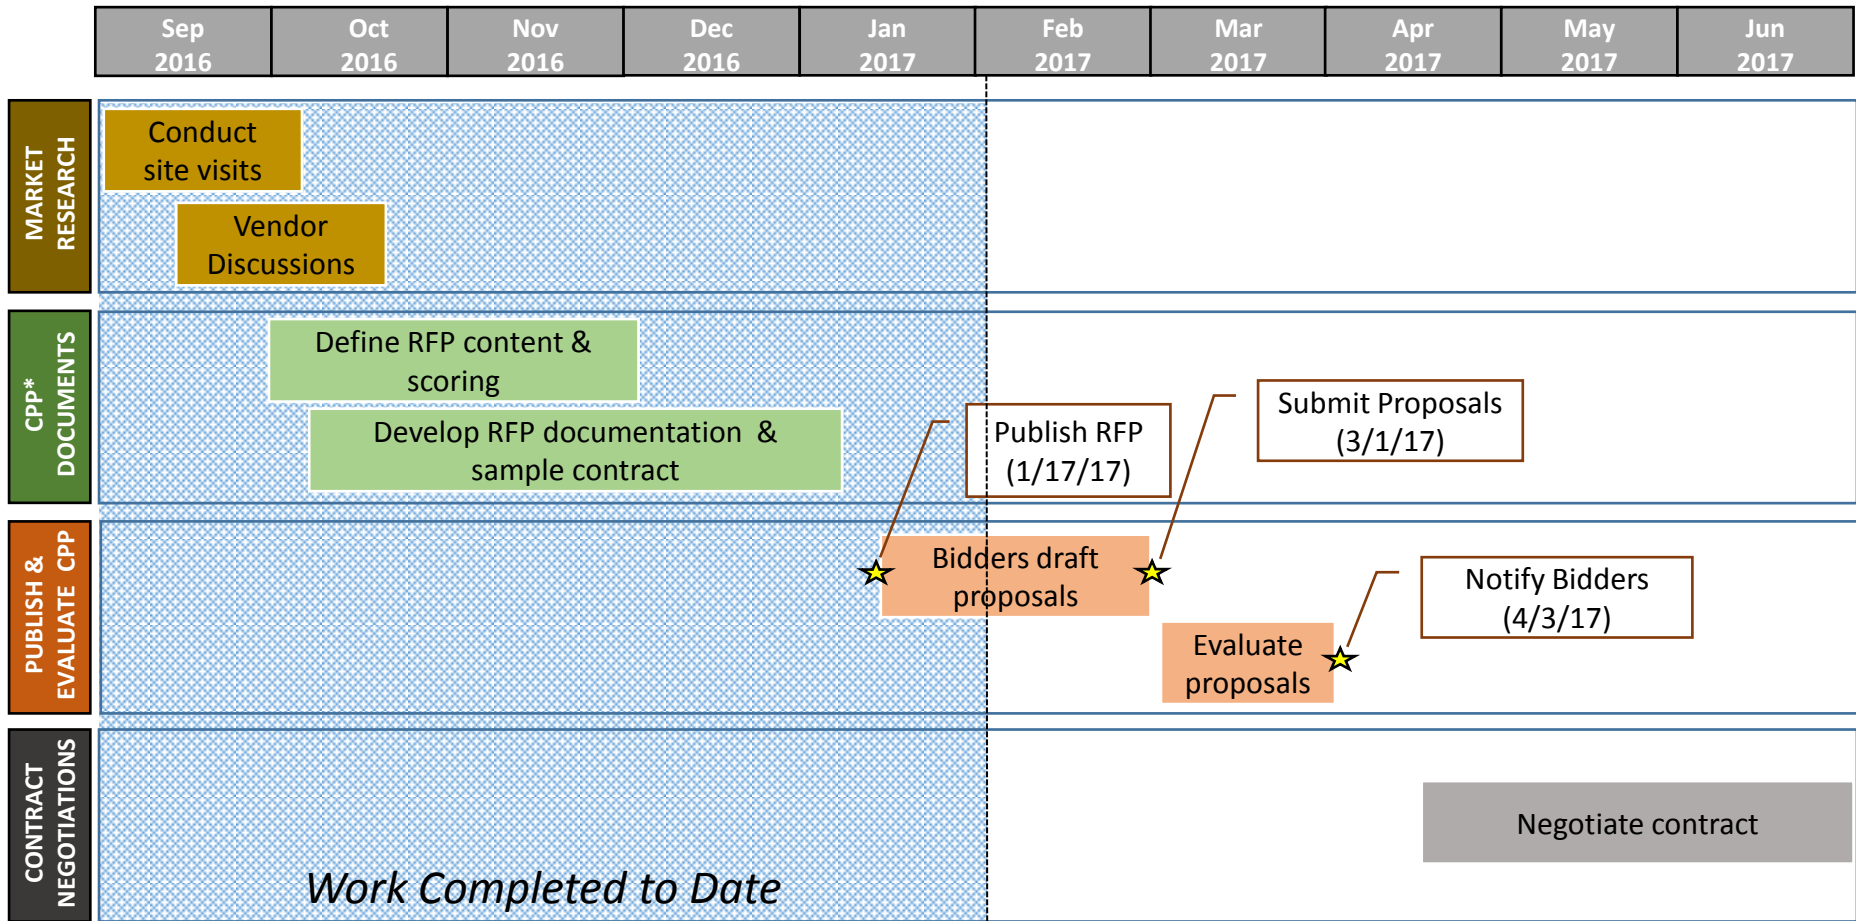 Sep Oct Nov Dec Jan Feb Mar Apr May Jun
2016 2016 2016 2016 2017 2017 2017 2017 2017 2017
MARKET
RESEARCH
Conduct
site visits
Vendor
Discussions
CPP*
DOCUMENTS
Define RFP content &
scoring
Develop RFP documentation &
sample contract
Publish RFP
(1/17/17)
Submit Proposals
(3/1/17)
PUBLISH &
EVALUATE CPP
Bidders draft
proposals
Evaluate
proposals
Notify Bidders
(4/3/17)
CONTRACT
NEGOTIATIONS
Negotiate contract
Work Completed to Date